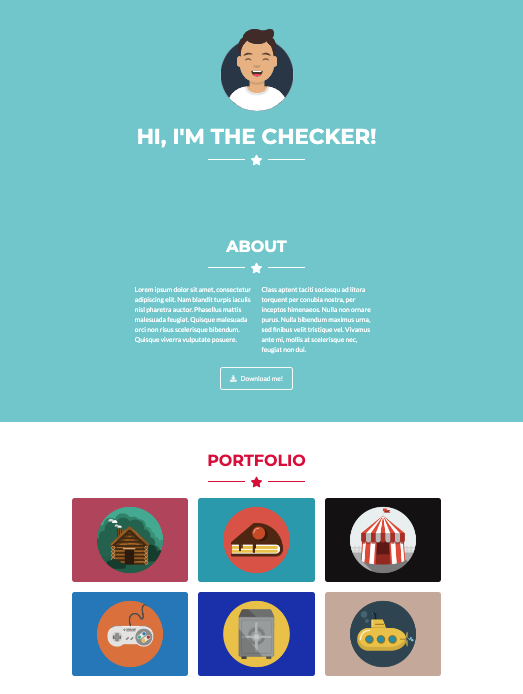 HI, I'M THE CHECKER!
ABOUT
Lorem ipsum dolor sit amet, consectetur
adipiscing elit. Nam blandit turpis iaculis
nisl pharetra auctor. Phasellus mattis
malesuada feugiat. Quisque malesuada
orci non risus scelerisque bibendum.
Quisque viverra vulputate posuere.
Class aptent taciti sociosqu ad litora
torquent per conubia nostra, per
inceptos himenaeos. Nulla non ornare
purus. Nulla bibendum maximus urna,
sed finibus velit tristique vel. Vivamus
ante mi, mollis at scelerisque nec,
feugiat non dui.
Download me!
PORTFOLIO